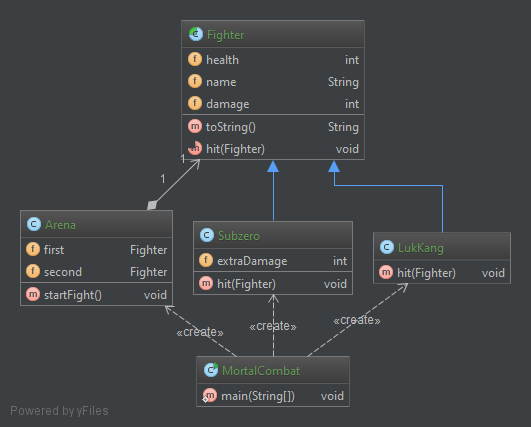 Fighter
health int
name String
damage int
toString() String
hit(Fighter) void
1
1
Arena
first Fighter
second Fighter
startFight() void
Subzero
extraDamage int
hit(Fighter) void
LukKang
hit(Fighter) void
«create»
«create»
«create»
MortalCombat
main(String[]) void
Powered by yFiles